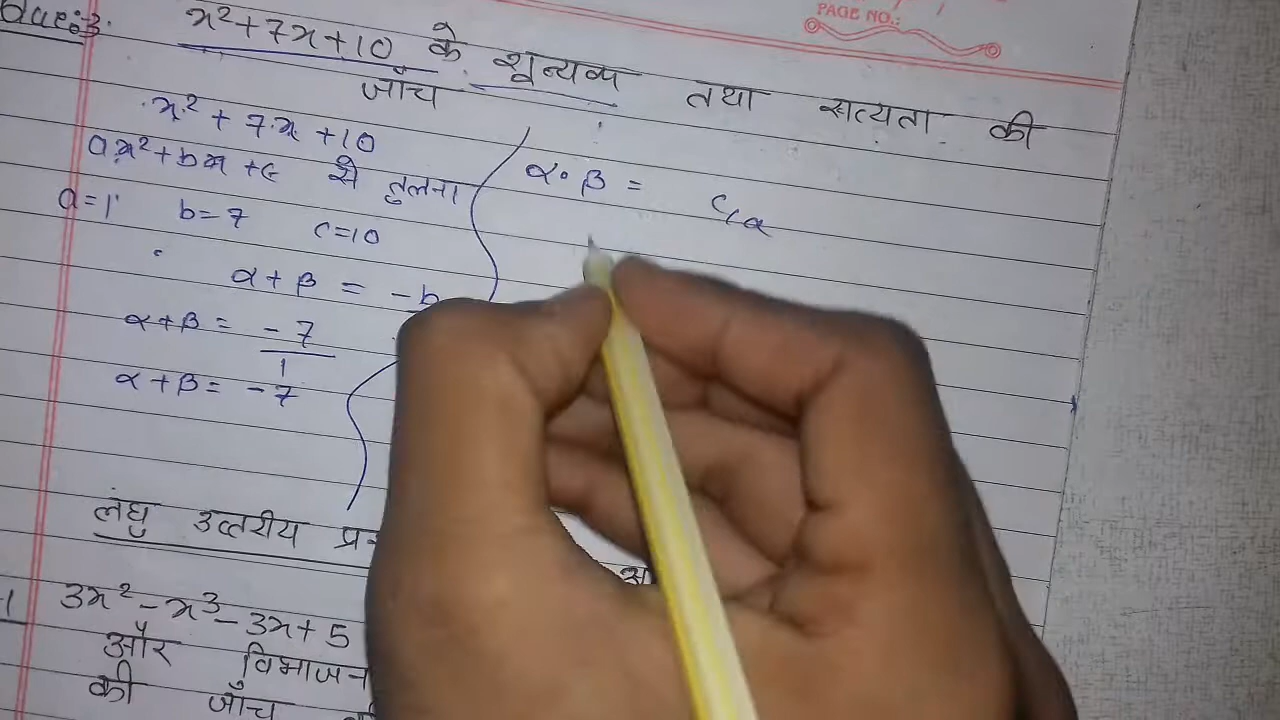 Que:3 x²+7x+10 के शून्यक तथा सत्यता की
जाँच
PAGE NO.:
x² + 7x + 10
ax²+bx +c से तुलना
a=1 b=7 c=10
α + β = -b
α+β = -7
1
α+β = -7
α・β = c/a
लघु उत्तरीय
-1 3x²-x³-3x+5
और
की जाँच